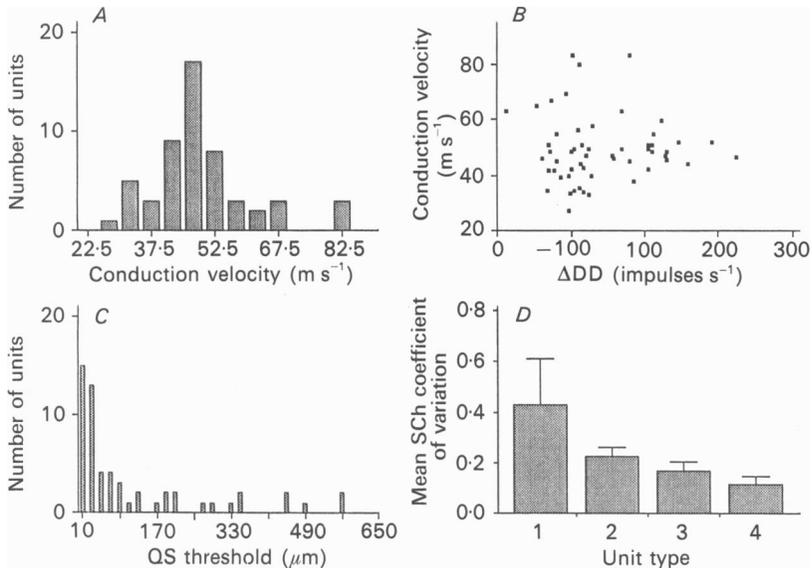 A
20
10
0
Number of units
22·5 37·5 52·5 67·5 82·5
Conduction velocity (m s⁻¹)
B
80
60
40
20
Conduction velocity
(m s⁻¹)
0 −100 100 100 300
ΔDD (impulses s⁻¹)
C
20
10
0
Number of units
10 170 330 490 650
QS threshold (μm)
D
0·8
0·6
0·4
0·2
0·0
Mean SCh coefficient
of variation
1 2 3 4
Unit type